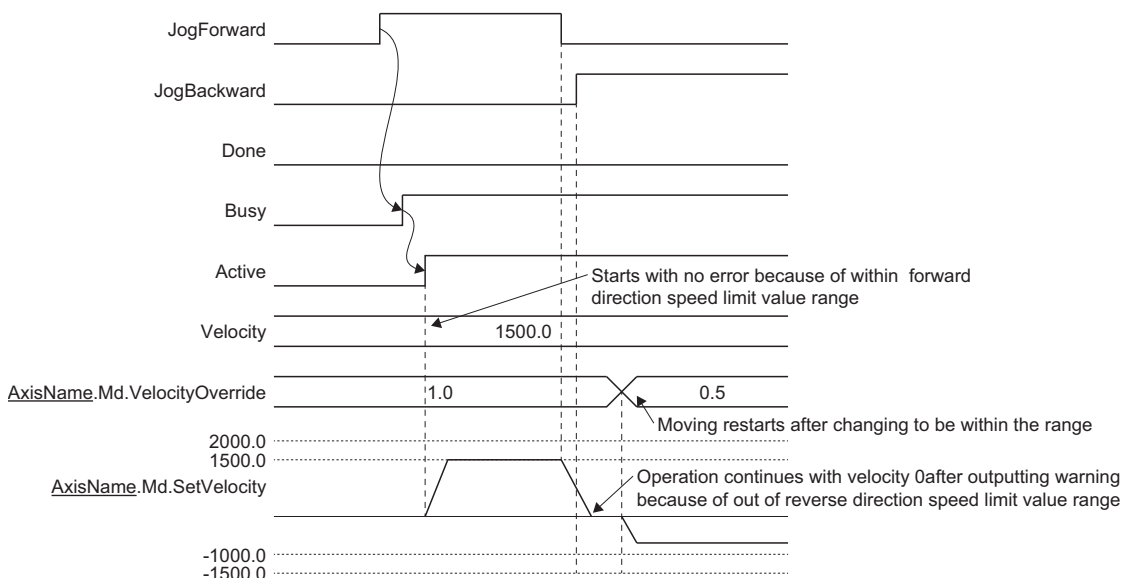 JogForward
JogBackward
Done
Busy
Active
Starts with no error because of within forward
direction speed limit value range
Velocity
1500.0
AxisName.Md.VelocityOverride
1.0
0.5
Moving restarts after changing to be within the range
2000.0
1500.0
AxisName.Md.SetVelocity
Operation continues with velocity 0after outputting warning
because of out of reverse direction speed limit value range
-1000.0
-1500.0